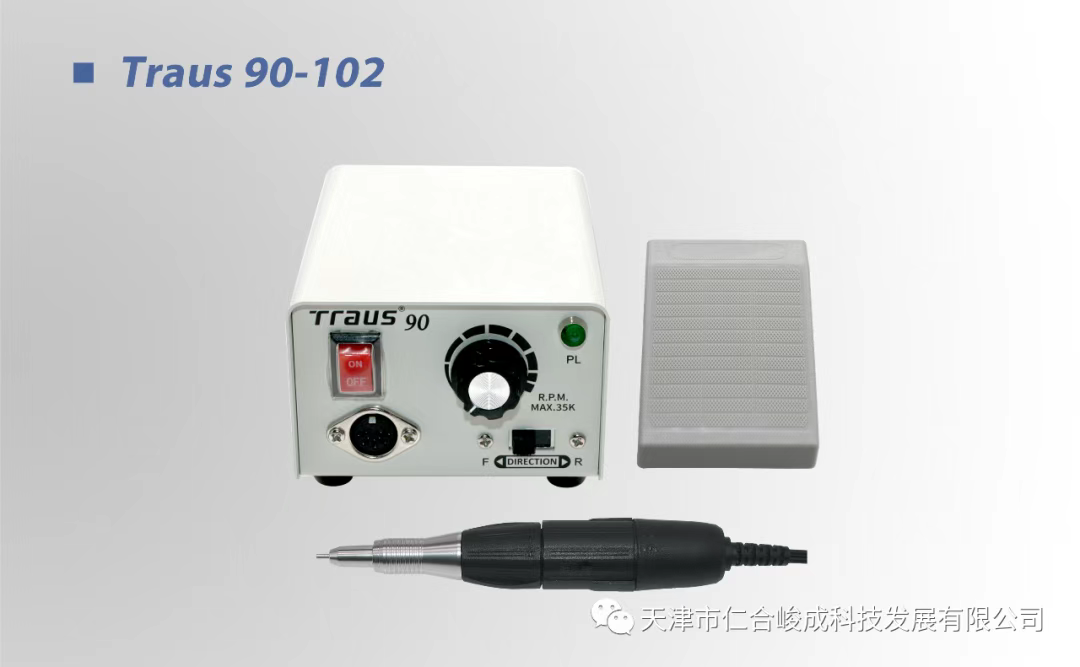 Traus 90-102
Traus® 90
ON
OFF
PL
R.P.M.
MAX.35K
F DIRECTION R
天津市仁合峻成科技发展有限公司